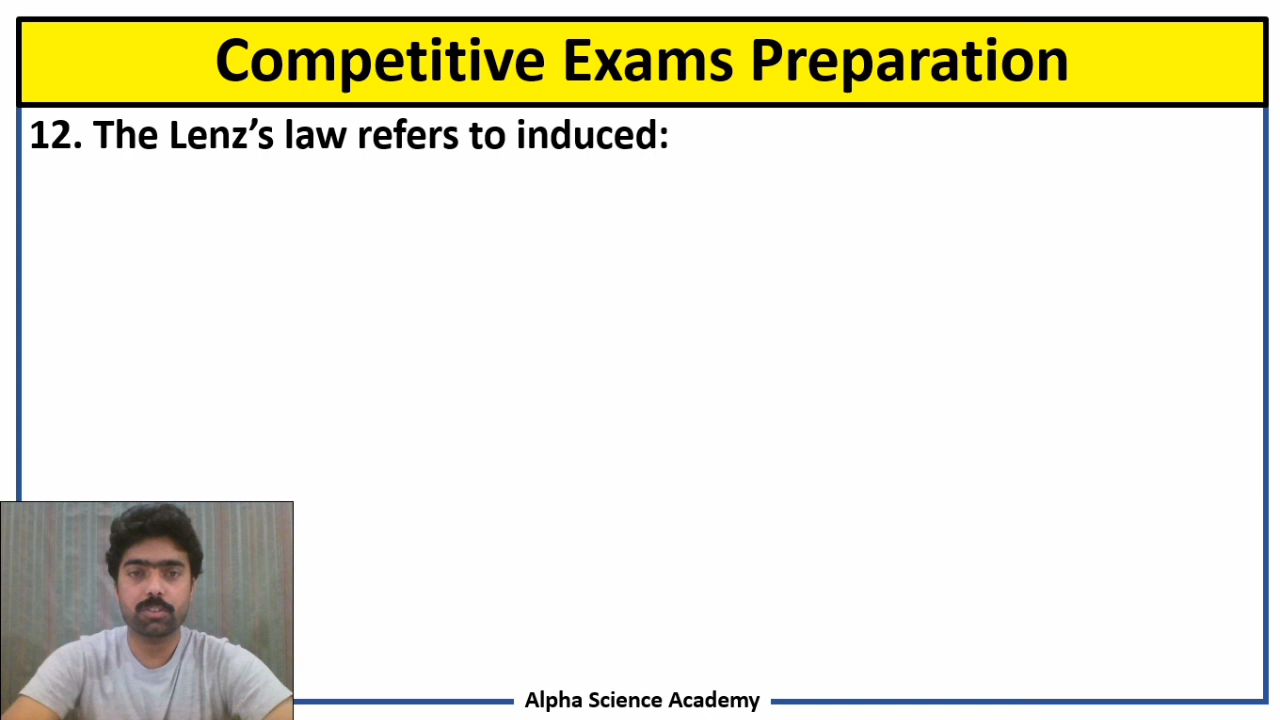 Competitive Exams Preparation
12. The Lenz’s law refers to induced:
Alpha Science Academy